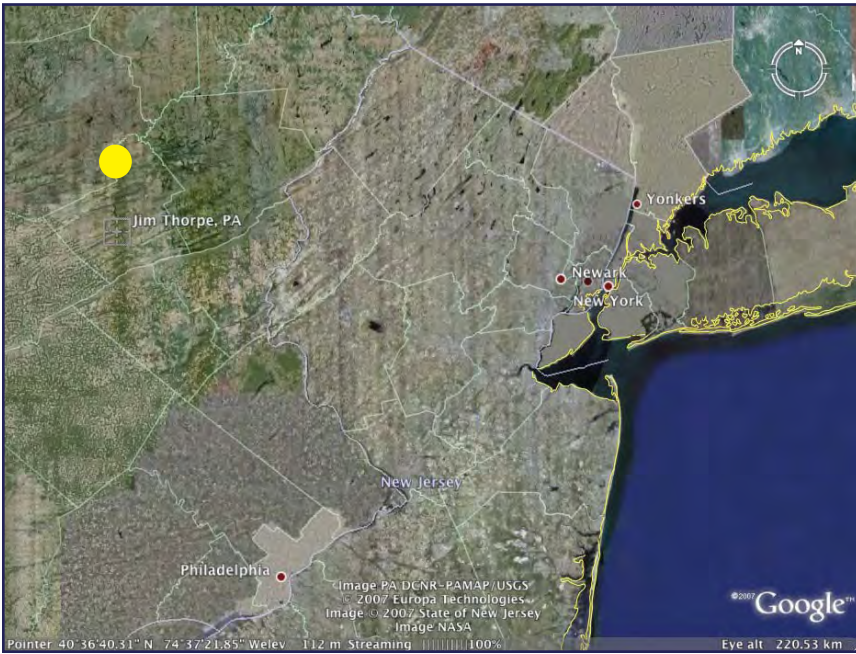 N
Yonkers
Jim Thorpe, PA
Newark
New York
New Jersey
Philadelphia
Image PA DCNR-PAMAP/USGS
© 2007 Europa Technologies
Image © 2007 State of New Jersey
Image NASA
©2007 Google™
Pointer 40°36'40.31" N 74°37'21.85" W elev 112 m Streaming ||||||||| 100% Eye alt 220.53 km